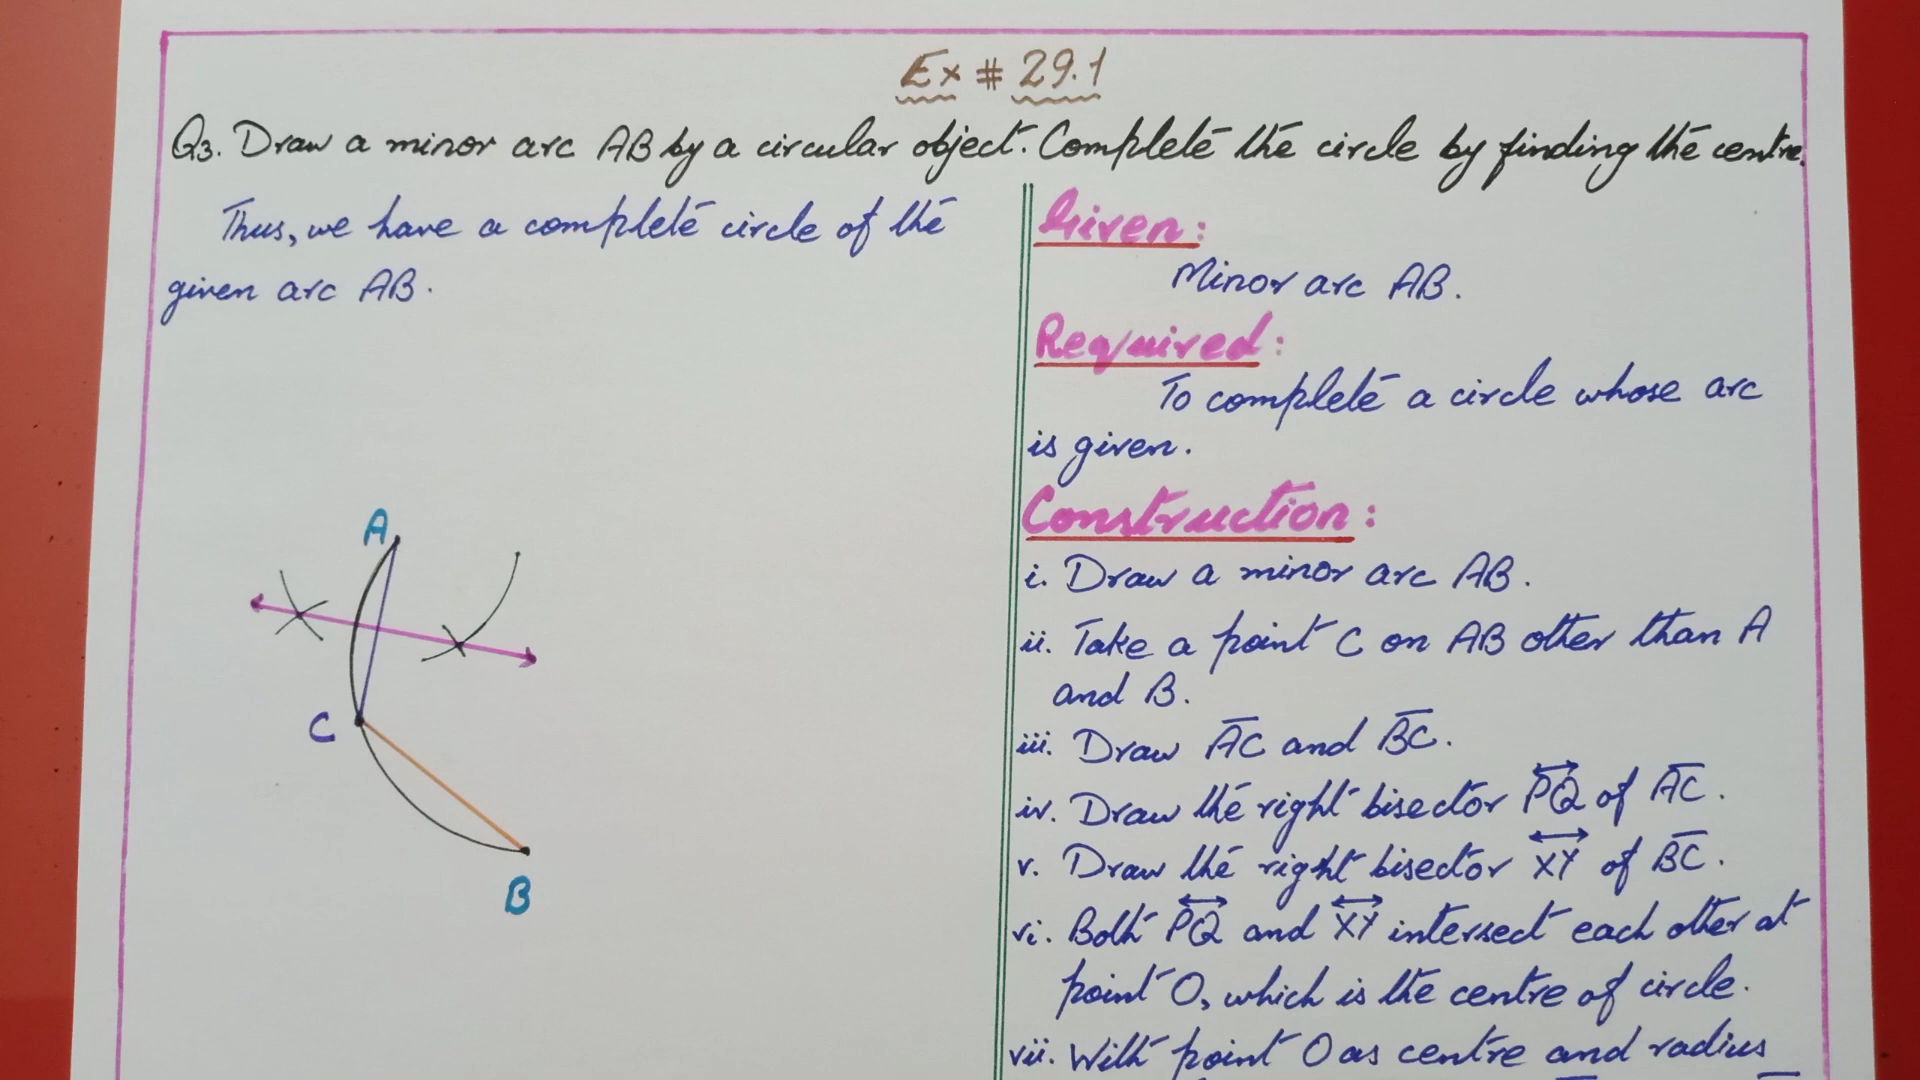 Ex # 29.1
Q3. Draw a minor arc AB by a circular object. Complete the circle by finding the centre.
Thus, we have a complete circle of the
given arc AB.
A
C
B
Given:
Minor arc AB.
Required:
To complete a circle whose arc
is given.
Construction:
i. Draw a minor arc AB.
ii. Take a point C on AB other than A
and B.
iii. Draw A̅C̅ and B̅C̅.
iv. Draw the right bisector PQ of A̅C̅.
v. Draw the right bisector XY of B̅C̅.
vi. Both PQ and XY intersect each other at
point O, which is the centre of circle.
vii. With point O as centre and radius